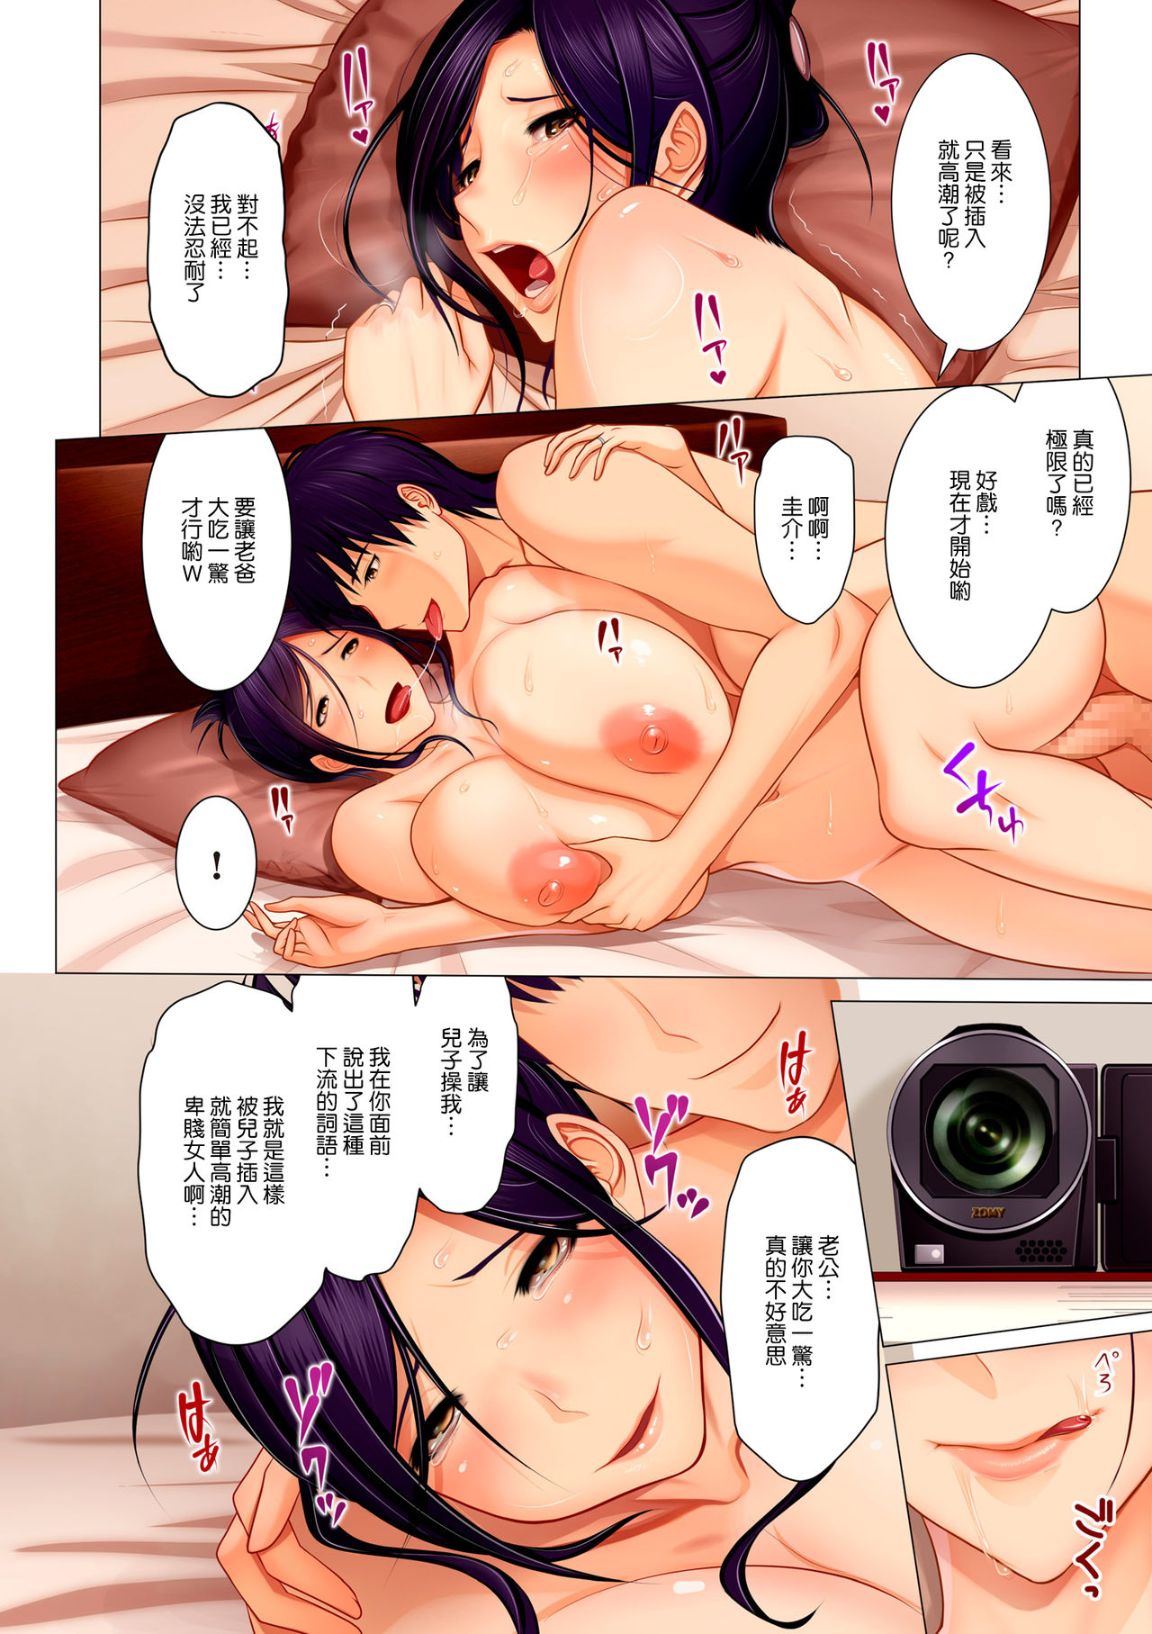 看來…
只是被插入
就高潮了呢？
ハァ♥
ハァ♥
ハァ♥
ハァ♥
對不起…
我已經…
沒法忍耐了
真的已經
極限了嗎？
好戲…
現在才開始喲
啊啊…
圭介…
ハァ
ハァ
ハァ
要讓老爸
大吃一驚
才行喲W
！
くちゅ
ZOMY
ぺろ
はぁ
ゾクッ
老公…
讓你大吃一驚…
真的不好意思
為了讓
兒子操我…
我在你面前
說出了這種
下流的詞語…
我就是這樣
被兒子插入
就簡單高潮的
卑賤女人啊…
はぁ
ゾクッ